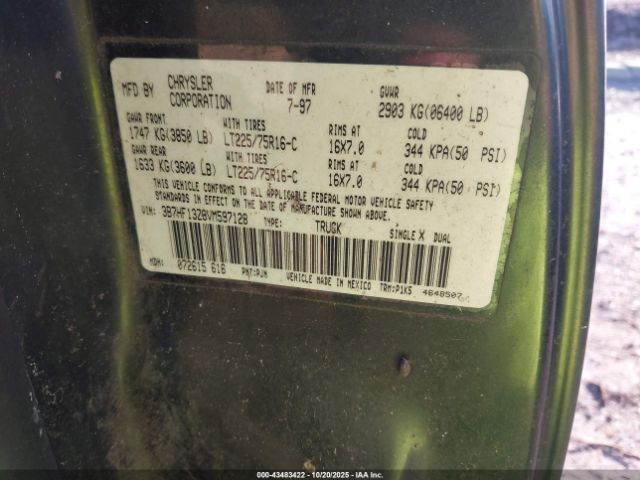 MFD BY CHRYSLER CORPORATION DATE OF MFR 7-97 GVWR 2903 KG(06400 LB)
GAWR FRONT WITH TIRES RIMS AT COLD
1747 KG(3850 LB) LT225/75R16-C 16X7.0 344 KPA(50 PSI)
GAWR REAR WITH TIRES RIMS AT COLD
1633 KG(3600 LB) LT225/75R16-C 16X7.0 344 KPA(50 PSI)
THIS VEHICLE CONFORMS TO ALL APPLICABLE FEDERAL MOTOR VEHICLE SAFETY
STANDARDS IN EFFECT ON THE DATE OF MANUFACTURE SHOWN ABOVE
VIN: 3B7HF13Z8VM597128 TYPE: TRUCK SINGLE X DUAL
MDH: 072615 616 PNT:PJN VEHICLE MADE IN MEXICO TRM:P1K5 4648507
000-43483422 - 10/20/2025 - IAA Inc.